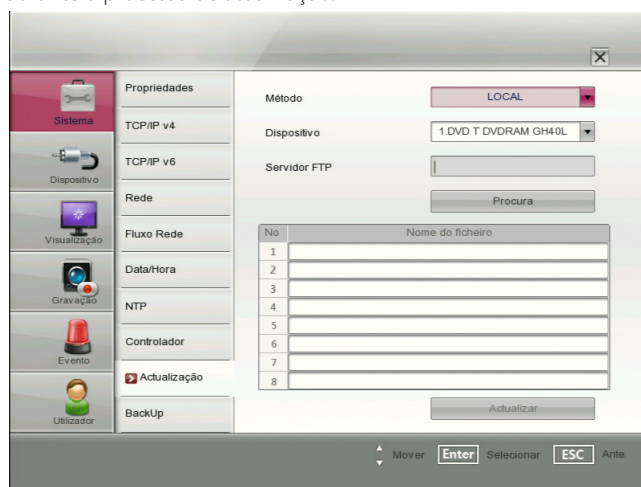 Sistema
Dispositivo
Visualização
Gravação
Evento
Utilizador
Propriedades
TCP/IP v4
TCP/IP v6
Rede
Fluxo Rede
Data/Hora
NTP
Controlador
Actualização
BackUp
Método LOCAL
Dispositivo 1.DVD T DVDRAM GH40L
Servidor FTP
Procura
No Nome do ficheiro
1
2
3
4
5
6
7
8
Actualizar
Mover Enter Selecionar ESC Ante.